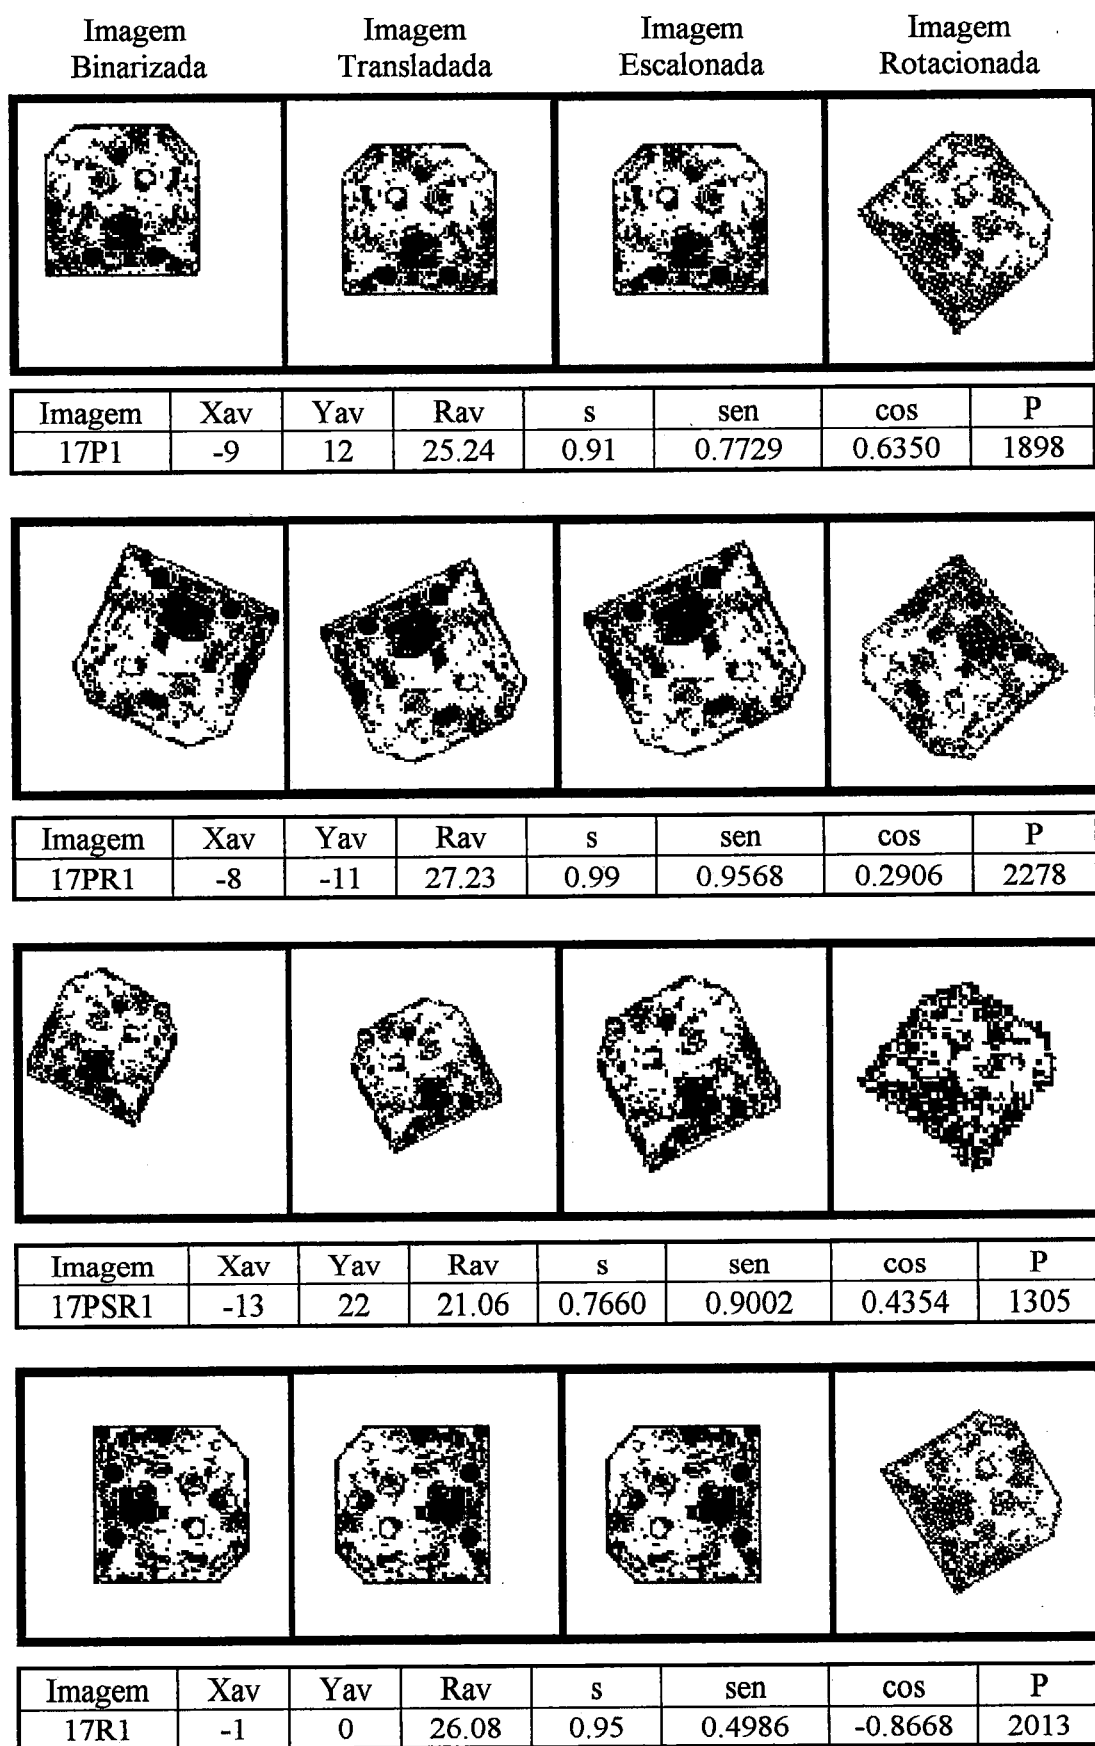 Imagem Binarizada
Imagem Transladada
Imagem Escalonada
Imagem Rotacionada
Imagem Xav Yav Rav s sen cos P
17P1 -9 12 25.24 0.91 0.7729 0.6350 1898
Imagem Xav Yav Rav s sen cos P
17PR1 -8 -11 27.23 0.99 0.9568 0.2906 2278
Imagem Xav Yav Rav s sen cos P
17PSR1 -13 22 21.06 0.7660 0.9002 0.4354 1305
Imagem Xav Yav Rav s sen cos P
17R1 -1 0 26.08 0.95 0.4986 -0.8668 2013